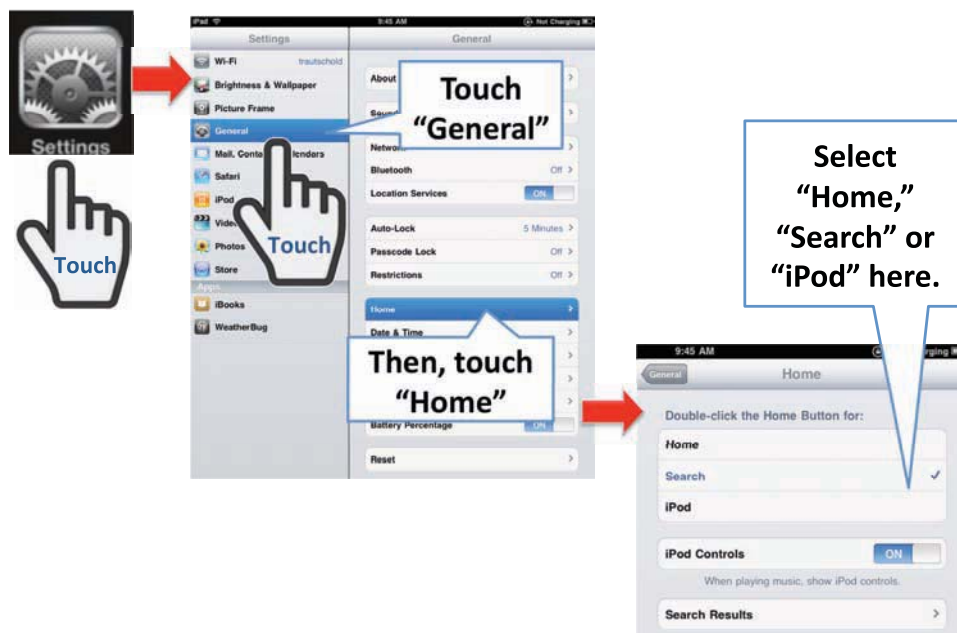 Settings
Touch
iPad
9:45 AM
Not Charging
Settings
Wi-Fi
trautschold
Brightness & Wallpaper
Picture Frame
General
Safari
iPod
Photos
Store
Apps
iBooks
WeatherBug
Touch
General
About
Touch
“General”
Bluetooth
Off
Location Services
ON
Auto-Lock
5 Minutes
Passcode Lock
Off
Restrictions
Off
Home
Date & Time
Then, touch
“Home”
Battery Percentage
ON
Reset
Select
“Home,”
“Search” or
“iPod” here.
9:45 AM
General
Home
Double-click the Home Button for:
Home
Search
iPod
iPod Controls
ON
When playing music, show iPod controls.
Search Results